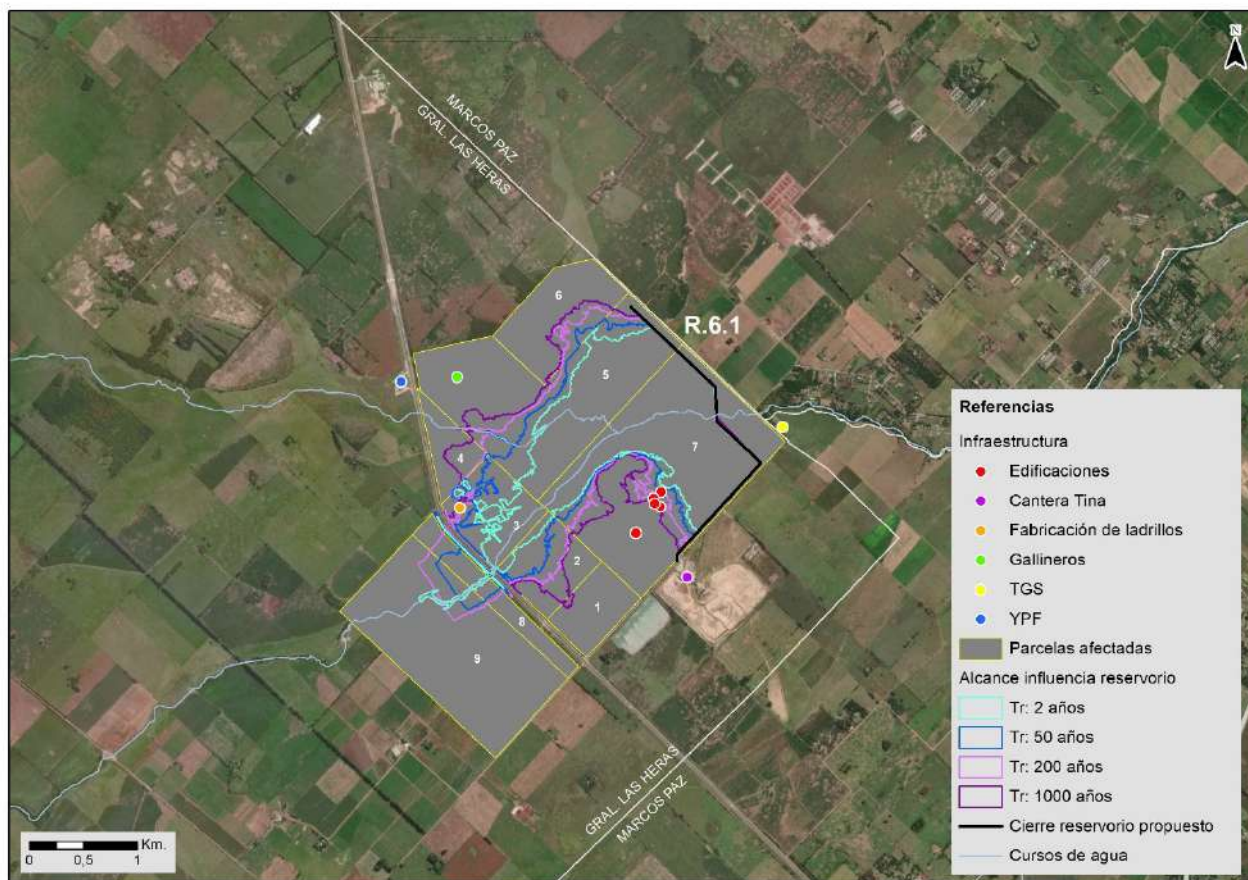 N
MARCOS PAZ
GRAL. LAS HERAS
R.6.1
6
5
7
4
3
2
1
8
9
GRAL. LAS HERAS
MARCOS PAZ
Km.
0 0,5 1
Referencias
Infraestructura
Edificaciones
Cantera Tina
Fabricación de ladrillos
Gallineros
TGS
YPF
Parcelas afectadas
Alcance influencia reservorio
Tr: 2 años
Tr: 50 años
Tr: 200 años
Tr: 1000 años
Cierre reservorio propuesto
Cursos de agua